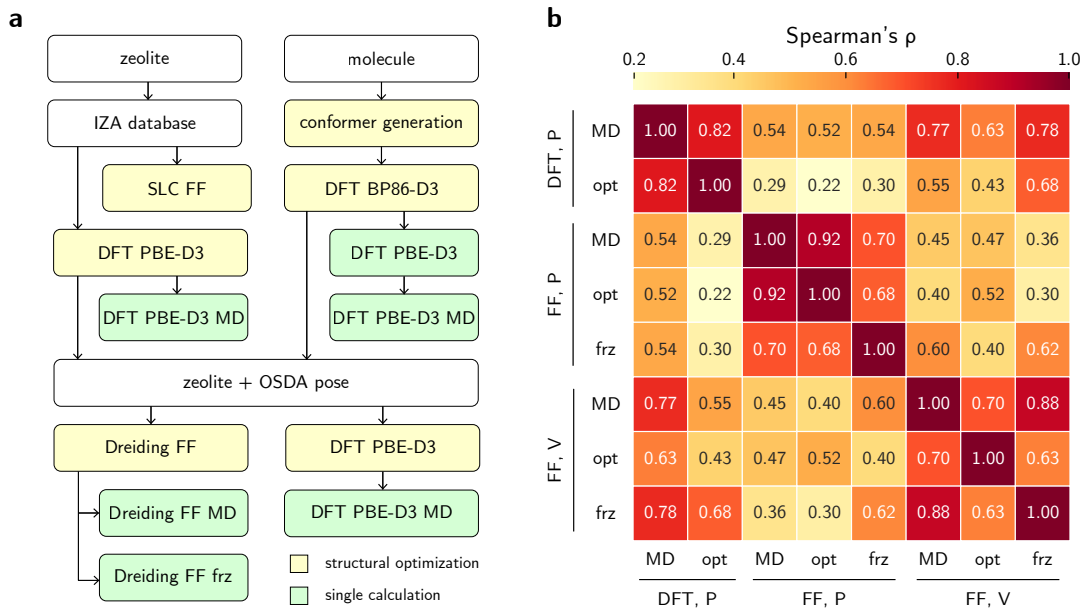 a
zeolite
molecule
IZA database
conformer generation
SLC FF
DFT BP86-D3
DFT PBE-D3
DFT PBE-D3
DFT PBE-D3 MD
DFT PBE-D3 MD
zeolite + OSDA pose
Dreiding FF
DFT PBE-D3
Dreiding FF MD
DFT PBE-D3 MD
Dreiding FF frz
structural optimization
single calculation
b
Spearman's ρ
0.2 0.4 0.6 0.8 1.0
DFT, P
MD 1.00 0.82 0.54 0.52 0.54 0.77 0.63 0.78
opt 0.82 1.00 0.29 0.22 0.30 0.55 0.43 0.68
FF, P
MD 0.54 0.29 1.00 0.92 0.70 0.45 0.47 0.36
opt 0.52 0.22 0.92 1.00 0.68 0.40 0.52 0.30
frz 0.54 0.30 0.70 0.68 1.00 0.60 0.40 0.62
FF, V
MD 0.77 0.55 0.45 0.40 0.60 1.00 0.70 0.88
opt 0.63 0.43 0.47 0.52 0.40 0.70 1.00 0.63
frz 0.78 0.68 0.36 0.30 0.62 0.88 0.63 1.00
MD opt MD opt frz MD opt frz
DFT, P FF, P FF, V